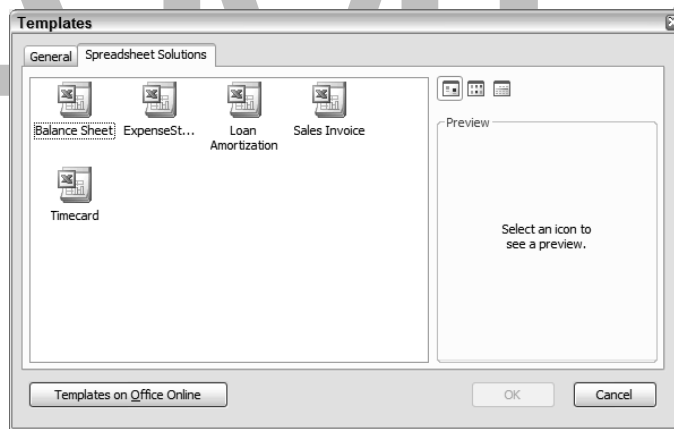 Templates
General Spreadsheet Solutions
Balance Sheet ExpenseSt... Loan Amortization Sales Invoice
Timecard
Preview
Select an icon to
see a preview.
Templates on Office Online OK Cancel